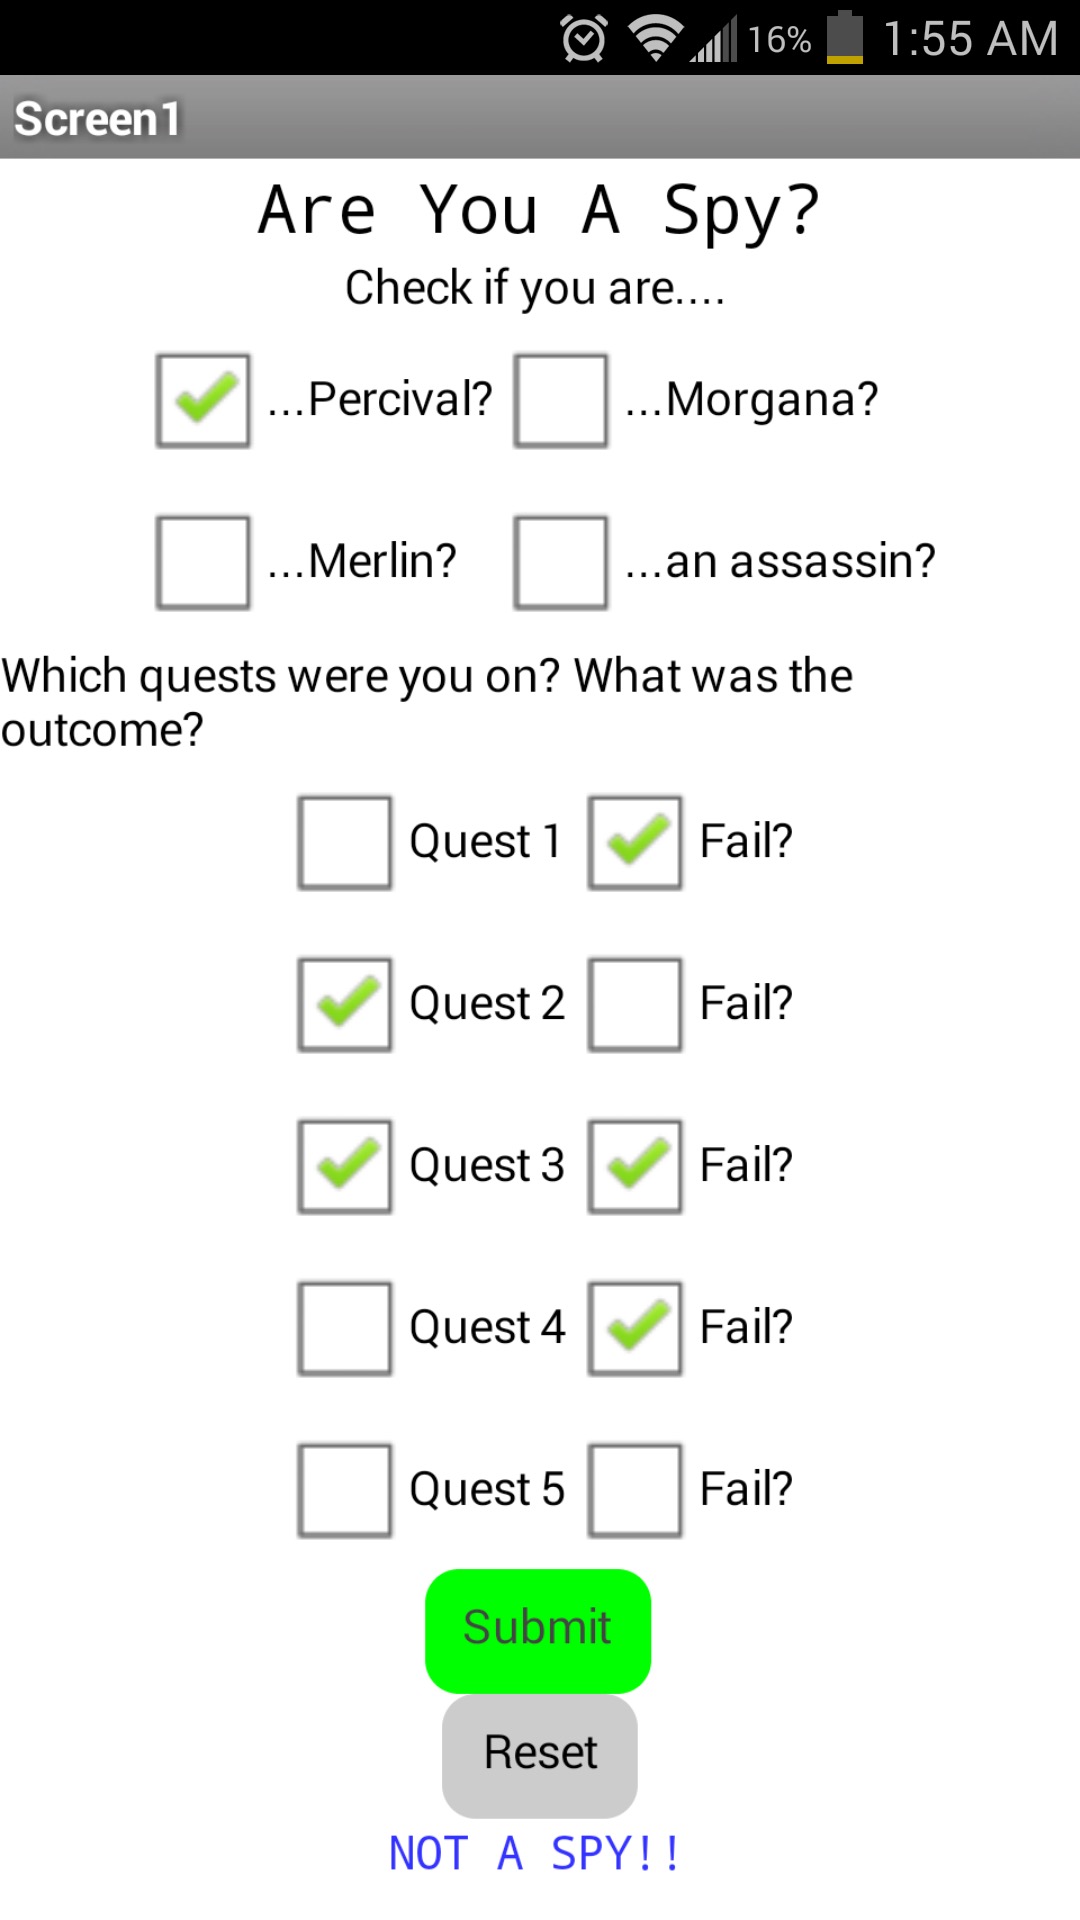 16% 1:55 AM
Screen1
Are You A Spy?
Check if you are....
...Percival? ...Morgana?
...Merlin? ...an assassin?
Which quests were you on? What was the
outcome?
Quest 1 Fail?
Quest 2 Fail?
Quest 3 Fail?
Quest 4 Fail?
Quest 5 Fail?
Submit
Reset
NOT A SPY!!